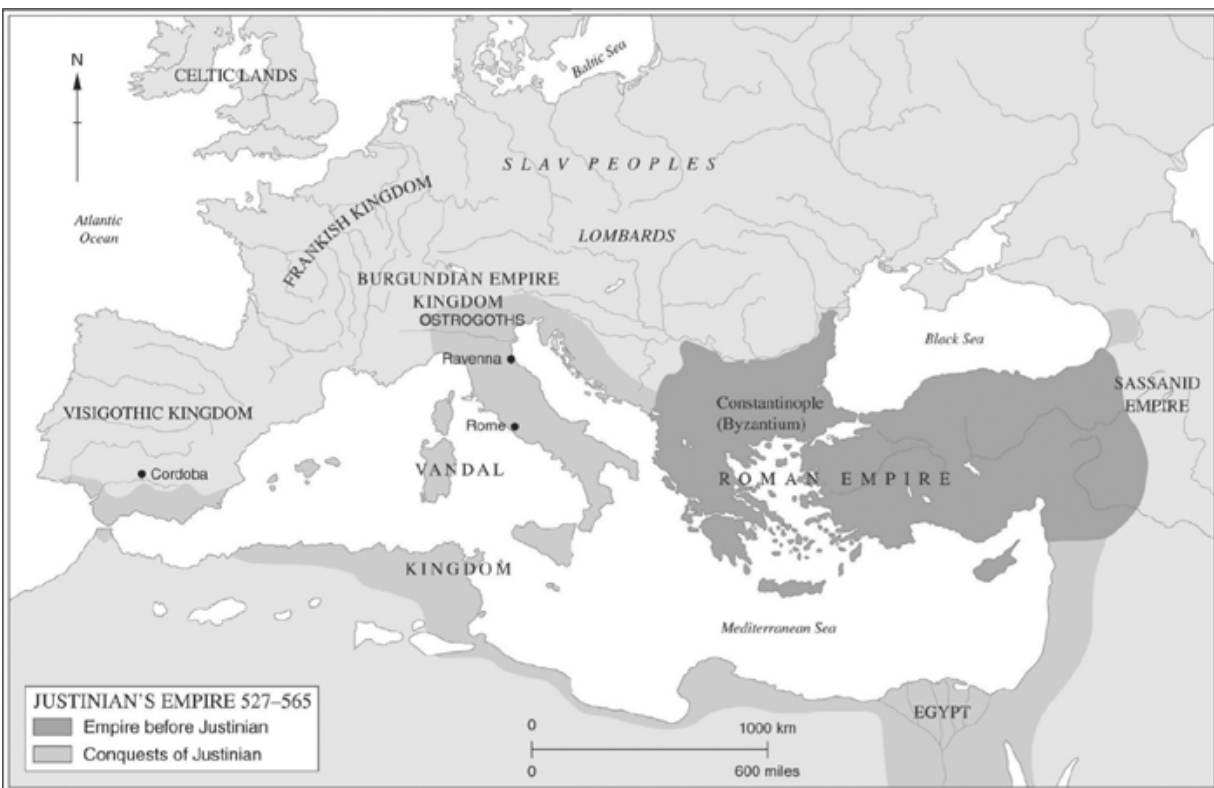 N
CELTIC LANDS
Baltic Sea
SLAV PEOPLES
Atlantic
Ocean
FRANKISH KINGDOM
LOMBARDS
BURGUNDIAN EMPIRE
KINGDOM
OSTROGOTHS
Black Sea
Ravenna
SASSANID
EMPIRE
VISIGOTHIC KINGDOM
Constantinople
(Byzantium)
Rome
Cordoba
VANDAL
ROMAN EMPIRE
KINGDOM
Mediterranean Sea
EGYPT
JUSTINIAN'S EMPIRE 527–565
Empire before Justinian
Conquests of Justinian
0 1000 km
0 600 miles